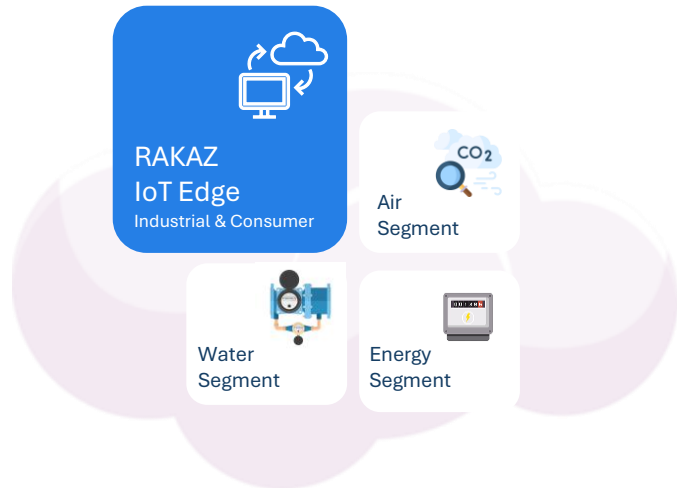 RAKAZ
IoT Edge
Industrial & Consumer
CO2
Air
Segment
Water
Segment
Energy
Segment